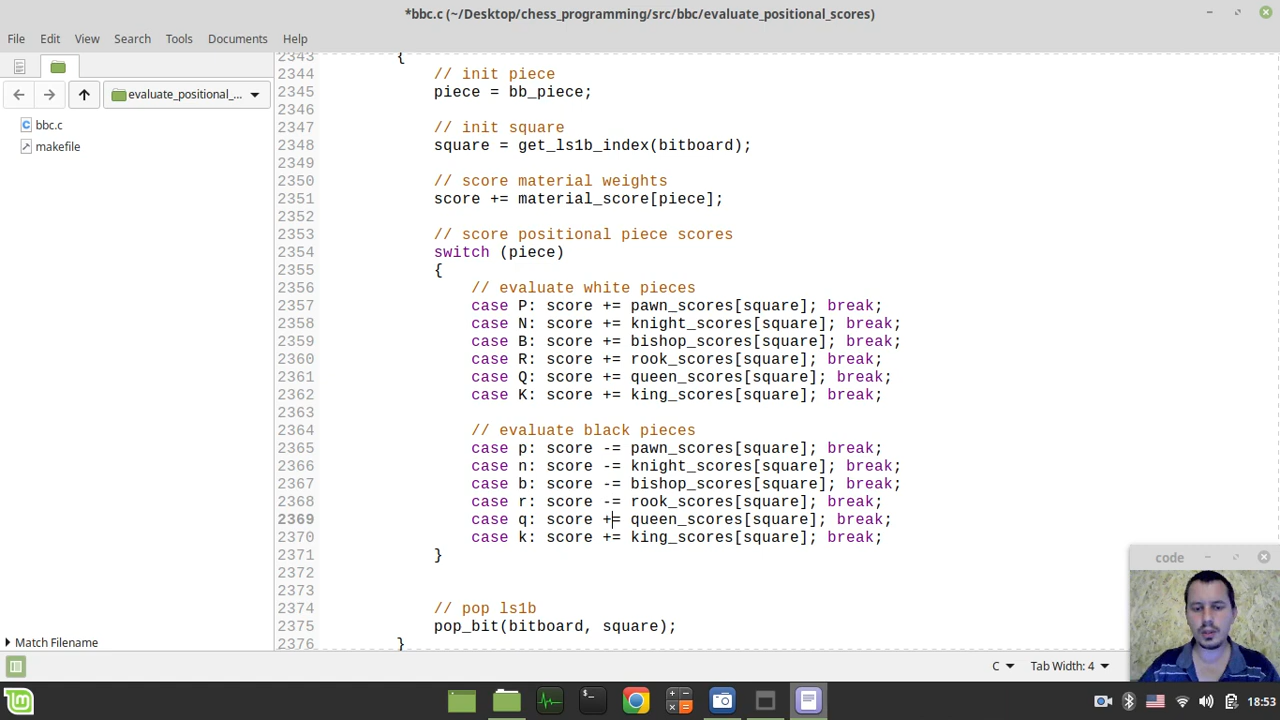 *bbc.c (~/Desktop/chess_programming/src/bbc/evaluate_positional_scores)
File Edit View Search Tools Documents Help
evaluate_positional_...
bbc.c
makefile
2343 {
2344 // init piece
2345 piece = bb_piece;
2346
2347 // init square
2348 square = get_ls1b_index(bitboard);
2349
2350 // score material weights
2351 score += material_score[piece];
2352
2353 // score positional piece scores
2354 switch (piece)
2355 {
2356 // evaluate white pieces
2357 case P: score += pawn_scores[square]; break;
2358 case N: score += knight_scores[square]; break;
2359 case B: score += bishop_scores[square]; break;
2360 case R: score += rook_scores[square]; break;
2361 case Q: score += queen_scores[square]; break;
2362 case K: score += king_scores[square]; break;
2363
2364 // evaluate black pieces
2365 case p: score -= pawn_scores[square]; break;
2366 case n: score -= knight_scores[square]; break;
2367 case b: score -= bishop_scores[square]; break;
2368 case r: score -= rook_scores[square]; break;
2369 case q: score += queen_scores[square]; break;
2370 case k: score += king_scores[square]; break;
2371 }
2372
2373
2374 // pop ls1b
2375 pop_bit(bitboard, square);
2376 }
code
Match Filename
C Tab Width: 4
18:53